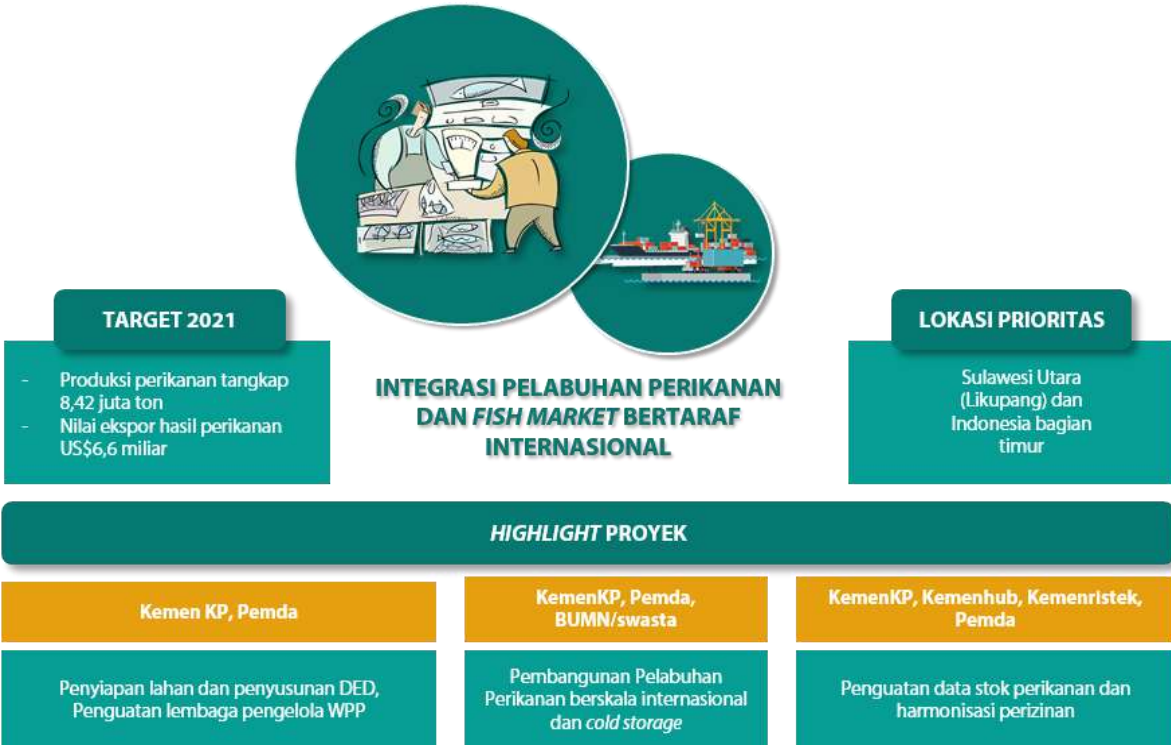 TARGET 2021
- Produksi perikanan tangkap
8,42 juta ton
- Nilai ekspor hasil perikanan
US$6,6 miliar
INTEGRASI PELABUHAN PERIKANAN
DAN FISH MARKET BERTARAF
INTERNASIONAL
LOKASI PRIORITAS
Sulawesi Utara
(Likupang) dan
Indonesia bagian
timur
HIGHLIGHT PROYEK
Kemen KP, Pemda
Penyiapan lahan dan penyusunan DED,
Penguatan lembaga pengelola WPP
KemenKP, Pemda,
BUMN/swasta
Pembangunan Pelabuhan
Perikanan berskala internasional
dan cold storage
KemenKP, Kemenhub, Kemenristek,
Pemda
Penguatan data stok perikanan dan
harmonisasi perizinan